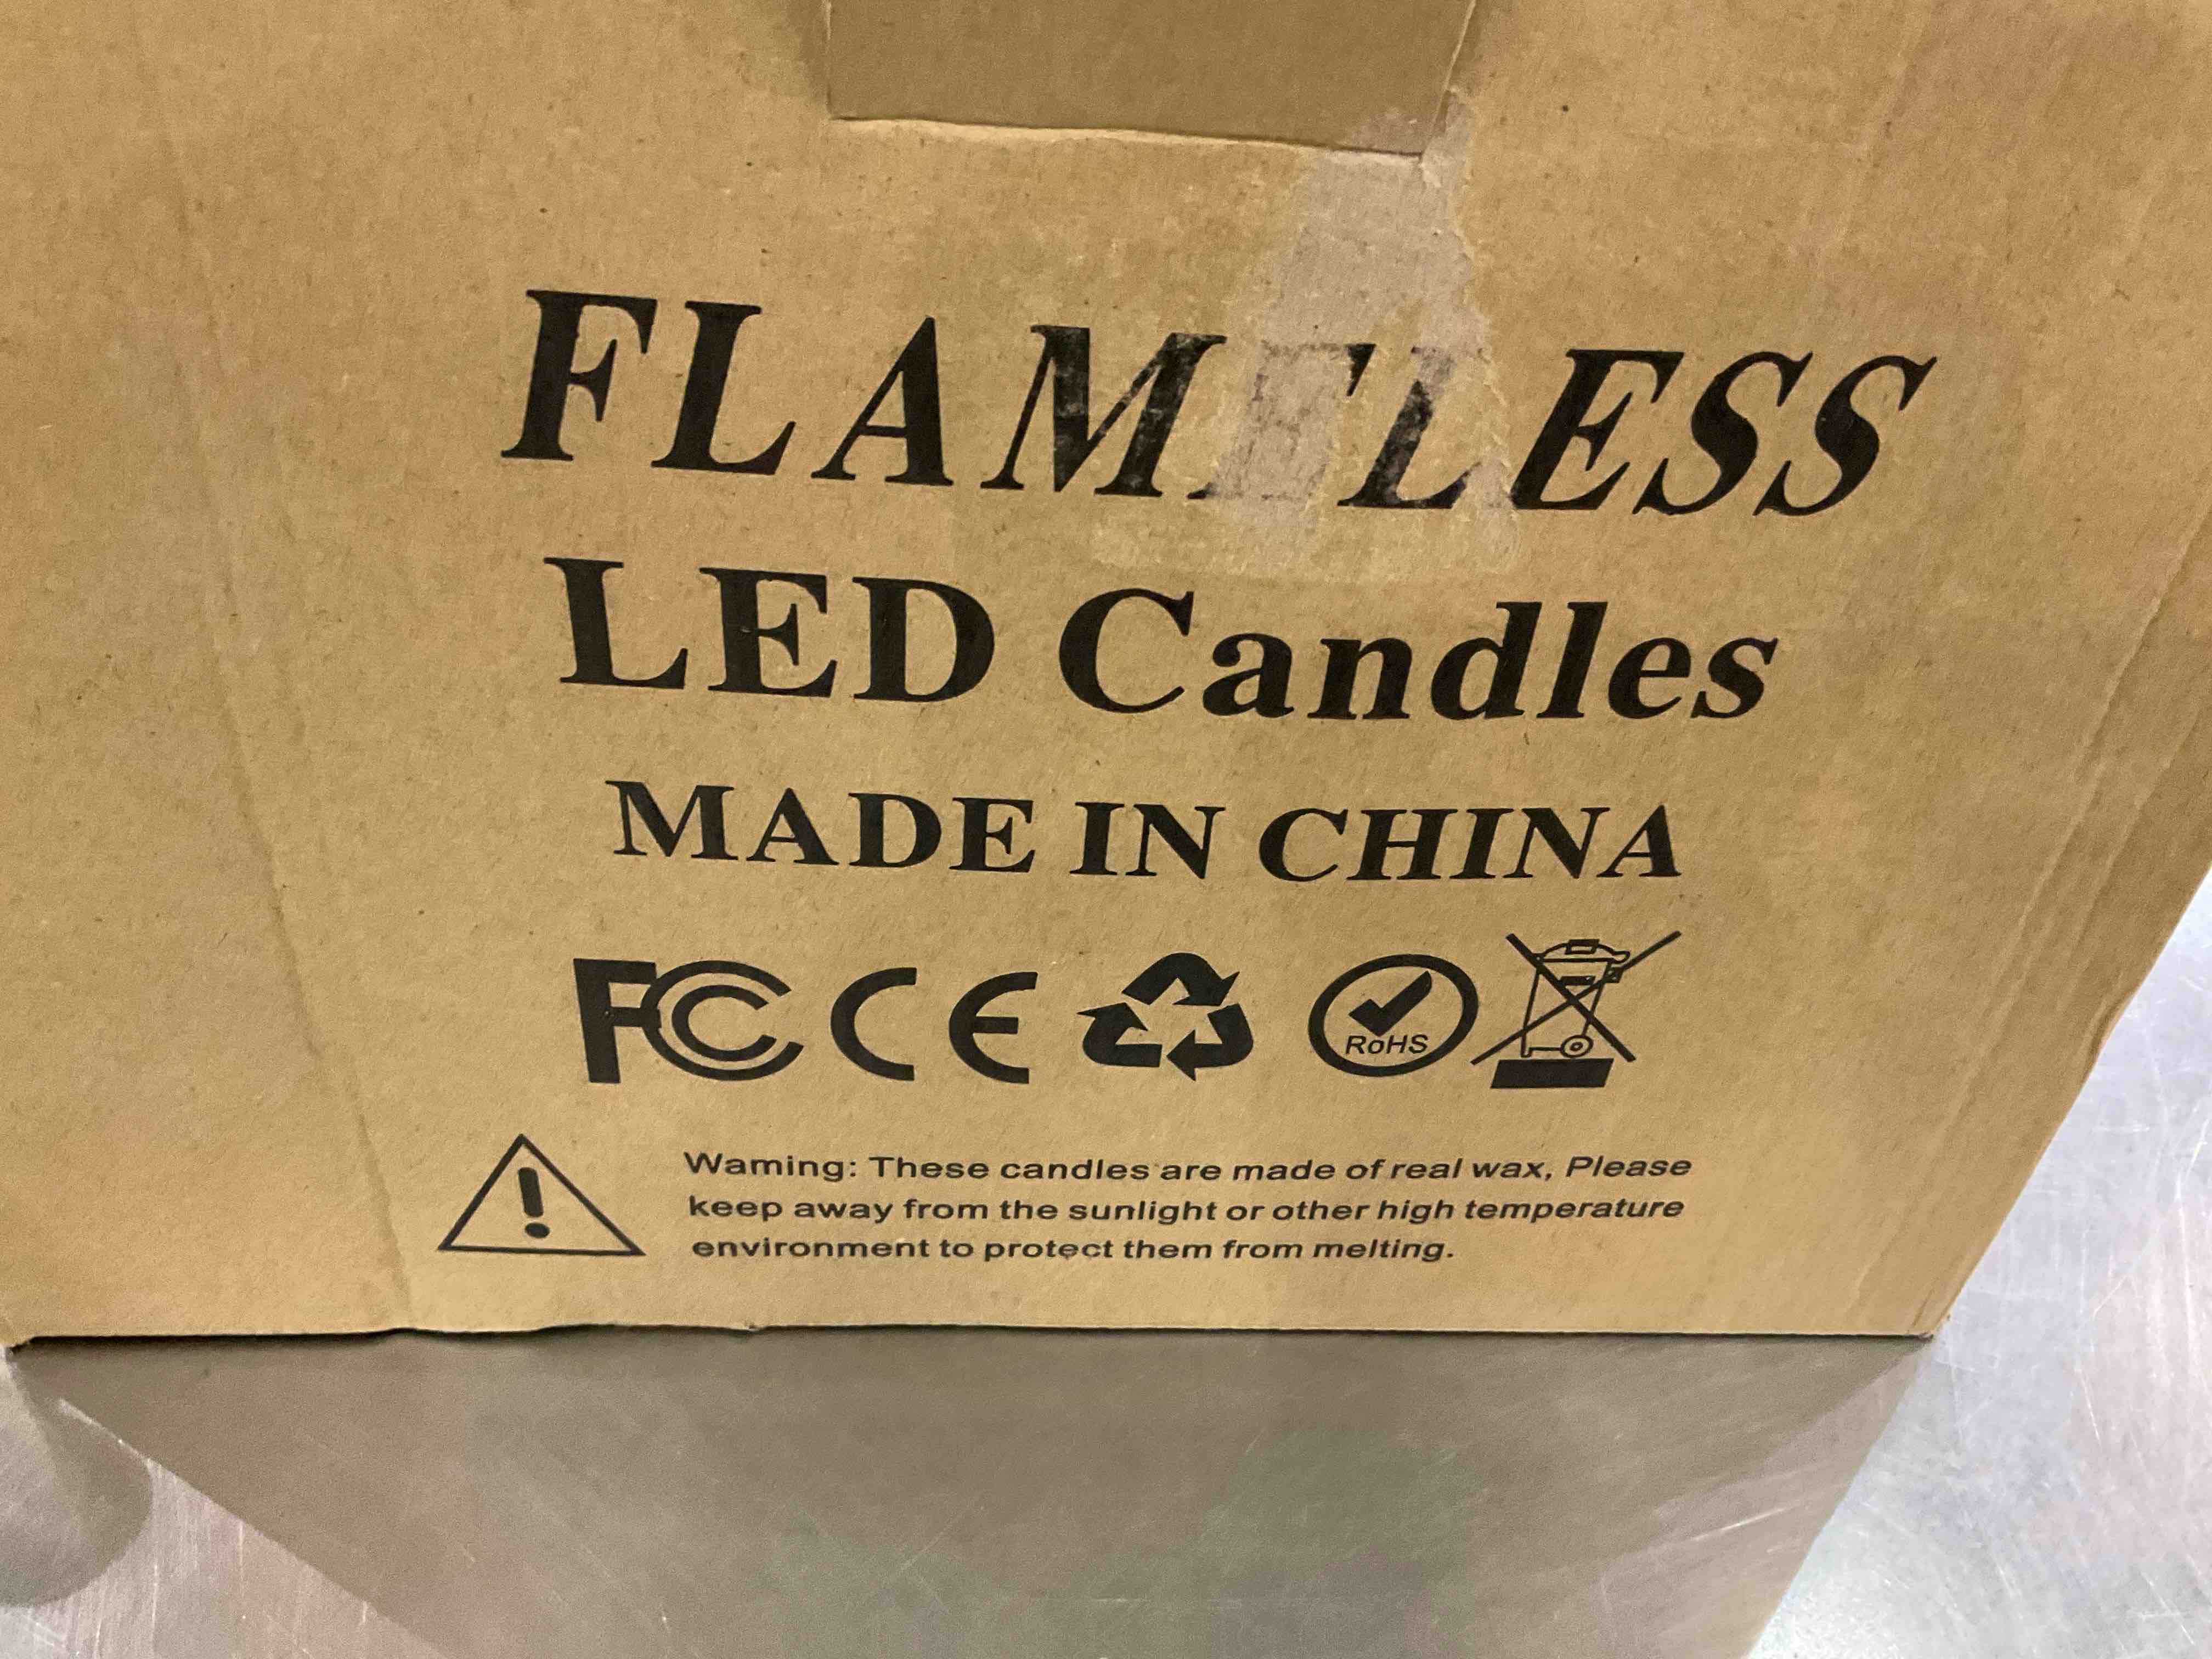 FLAMELESS
LED Candles
MADE IN CHINA
FC CE RoHS
Waming: These candles are made of real wax, Please
keep away from the sunlight or other high temperature
environment to protect them from melting.